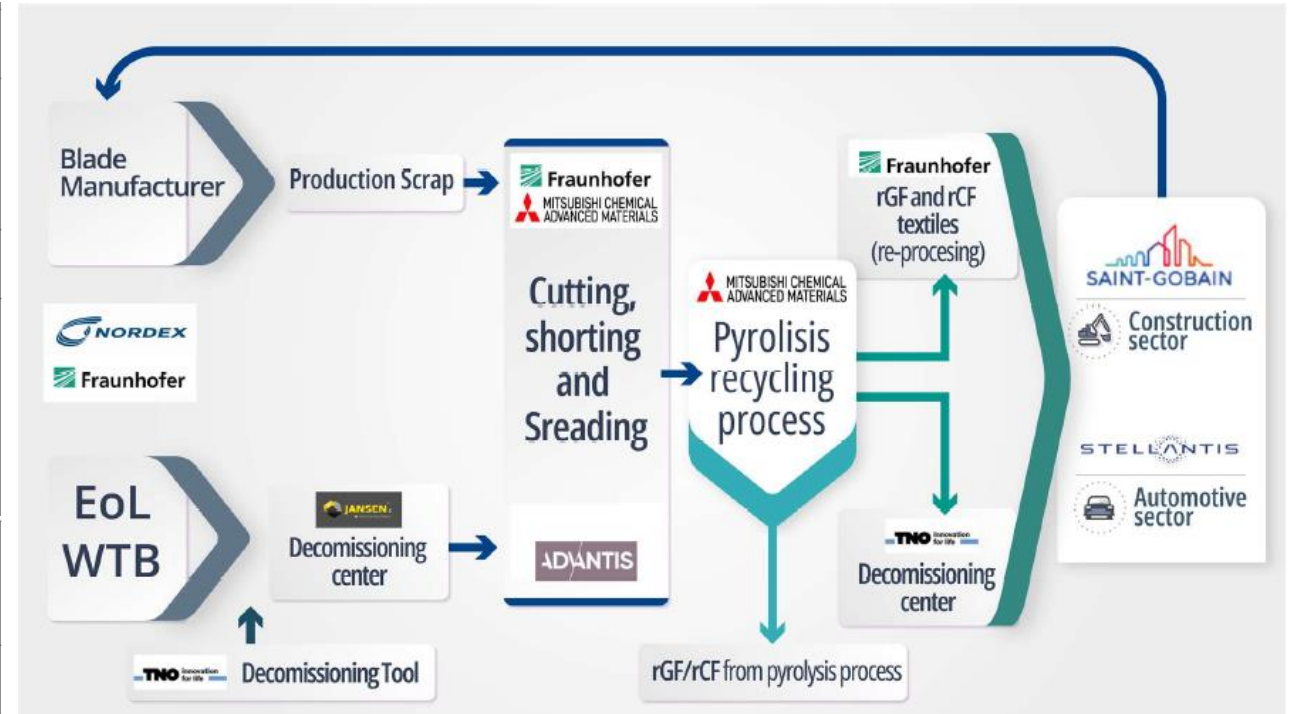 Blade
Manufacturer
Production Scrap
NORDEX
Fraunhofer
EoL
WTB
JANSEN
Decomissioning
center
TNO innovation
for life
Decomissioning Tool
Fraunhofer
MITSUBISHI CHEMICAL
ADVANCED MATERIALS
Cutting,
shorting
and
Sreading
ADVANTIS
MITSUBISHI CHEMICAL
ADVANCED MATERIALS
Pyrolisis
recycling
process
rGF/rCF from pyrolysis process
Fraunhofer
rGF and rCF
textiles
(re-procesing)
TNO innovation
for life
Decomissioning
center
SAINT-GOBAIN
Construction
sector
STELLANTIS
Automotive
sector